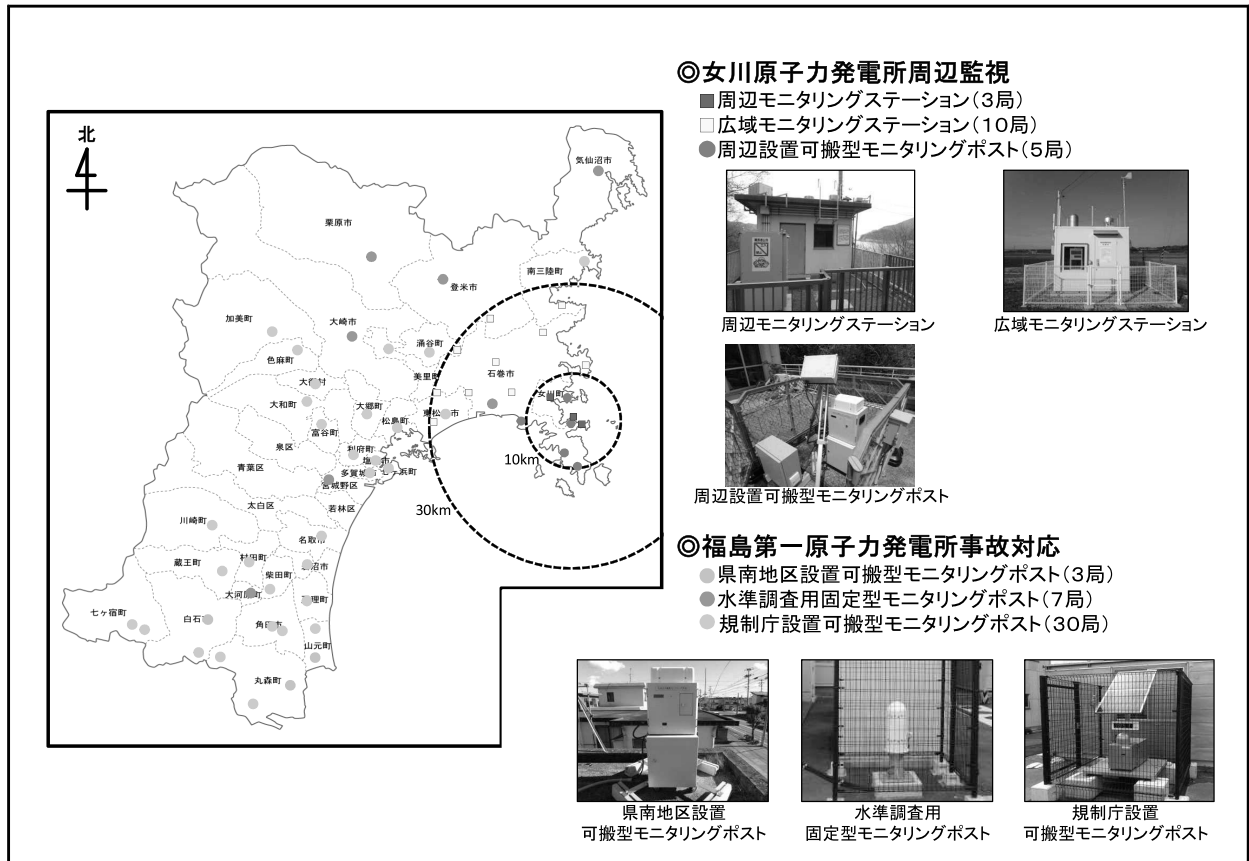 ◎女川原子力発電所周辺監視
周辺モニタリングステーション(3局)
広域モニタリングステーション(10局)
周辺設置可搬型モニタリングポスト(5局)
周辺モニタリングステーション
広域モニタリングステーション
周辺設置可搬型モニタリングポスト
◎福島第一原子力発電所事故対応
県南地区設置可搬型モニタリングポスト(3局)
水準調査用固定型モニタリングポスト(7局)
規制庁設置可搬型モニタリングポスト(30局)
県南地区設置
可搬型モニタリングポスト
水準調査用
固定型モニタリングポスト
規制庁設置
可搬型モニタリングポスト
北
気仙沼市
栗原市
南三陸町
登米市
加美町
大崎市
涌谷町
色麻町
美里町
石巻市
大衡村
女川町
大和町
大郷町
東松島市
松島町
富谷町
泉区
利府町
塩竈市
青葉区
多賀城市
七ヶ浜町
宮城野区
10km
太白区
若林区
30km
川崎町
名取市
村田町
蔵王町
岩沼市
柴田町
大河原町
亘理町
七ヶ宿町
白石市
角田市
山元町
丸森町